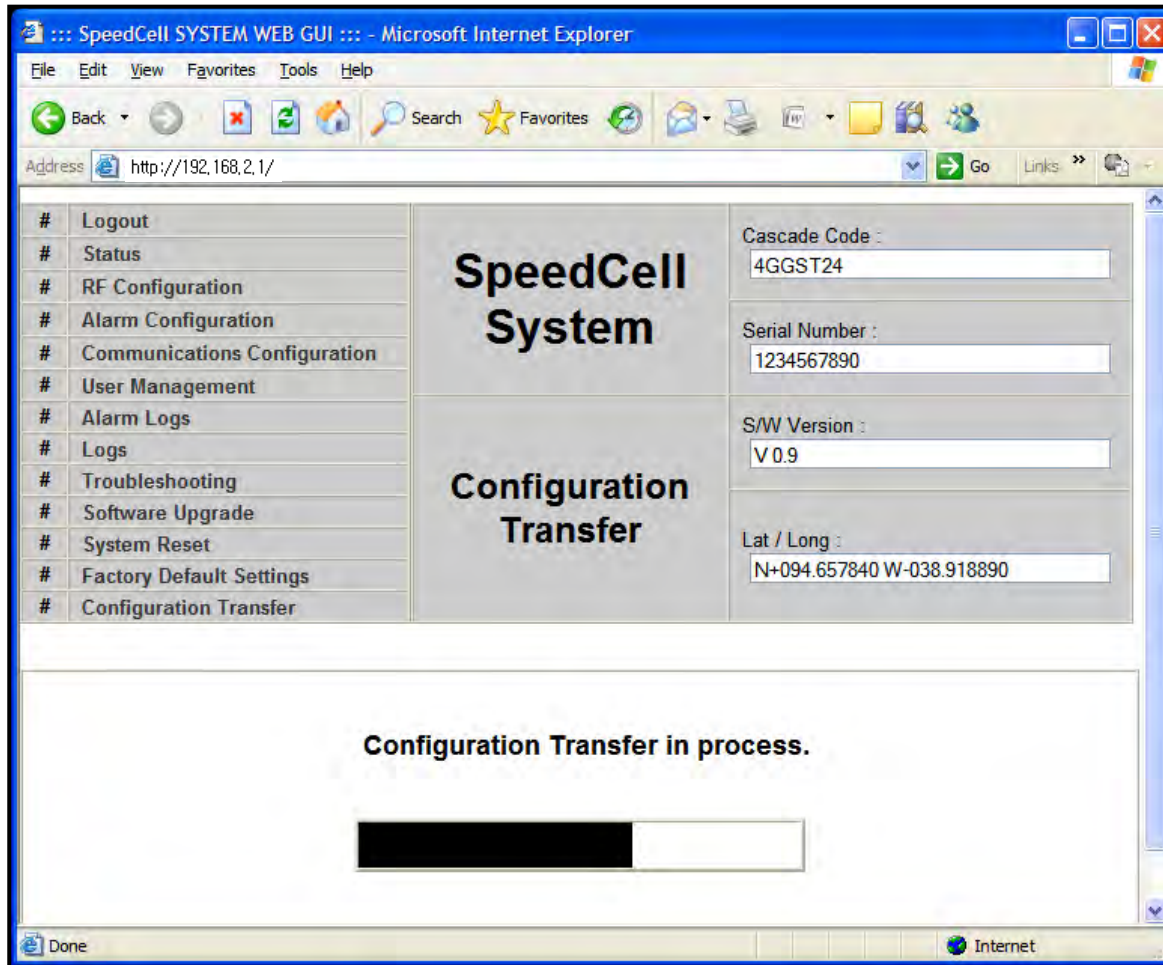 ::: SpeedCell SYSTEM WEB GUI ::: - Microsoft Internet Explorer
File Edit View Favorites Tools Help
Back Search Favorites
Address http://192,168,2,1/ Go Links »
# Logout
# Status
# RF Configuration
# Alarm Configuration
# Communications Configuration
# User Management
# Alarm Logs
# Logs
# Troubleshooting
# Software Upgrade
# System Reset
# Factory Default Settings
# Configuration Transfer
SpeedCell
System
Configuration
Transfer
Cascade Code :
4GGST24
Serial Number :
1234567890
S/W Version :
V 0.9
Lat / Long :
N+094.657840 W-038.918890
Configuration Transfer in process.
Done Internet